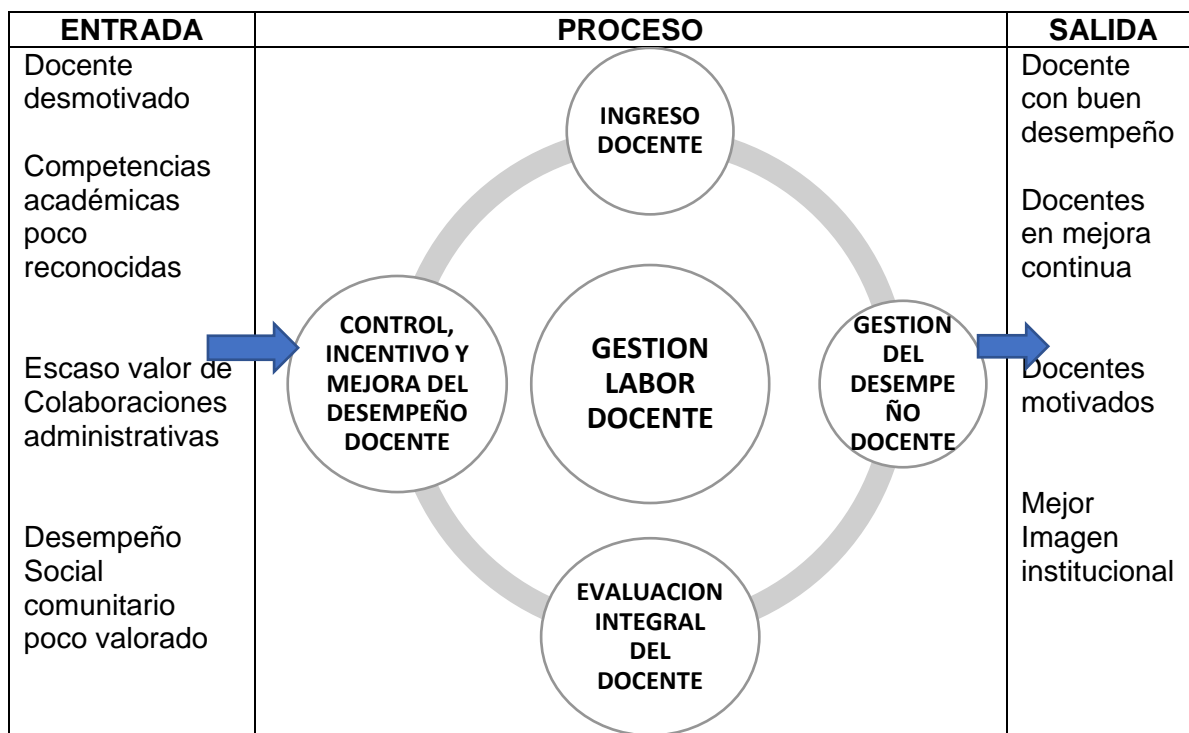 ENTRADA
PROCESO
SALIDA
Docente
desmotivado
Competencias
académicas
poco
reconocidas
Escaso valor de
Colaboraciones
administrativas
Desempeño
Social
comunitario
poco valorado
INGRESO
DOCENTE
CONTROL,
INCENTIVO Y
MEJORA DEL
DESEMPEÑO
DOCENTE
GESTION
LABOR
DOCENTE
GESTION
DEL
DESEMPE
ÑO
DOCENTE
EVALUACION
INTEGRAL
DEL
DOCENTE
Docente
con buen
desempeño
Docentes
en mejora
continua
Docentes
motivados
Mejor
Imagen
institucional